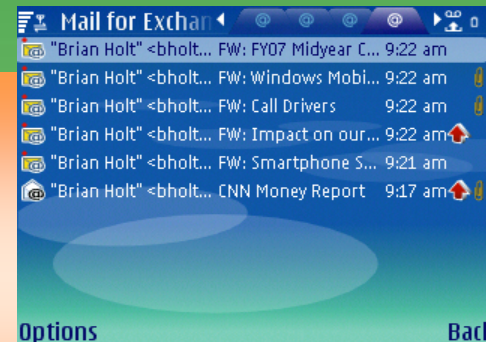 Mail for Exchan
"Brian Holt" <bholt... FW: FY07 Midyear C... 9:22 am
"Brian Holt" <bholt... FW: Windows Mobi... 9:22 am
"Brian Holt" <bholt... FW: Call Drivers 9:22 am
"Brian Holt" <bholt... FW: Impact on our... 9:22 am
"Brian Holt" <bholt... FW: Smartphone S... 9:21 am
"Brian Holt" <bholt... CNN Money Report 9:17 am
Options Back